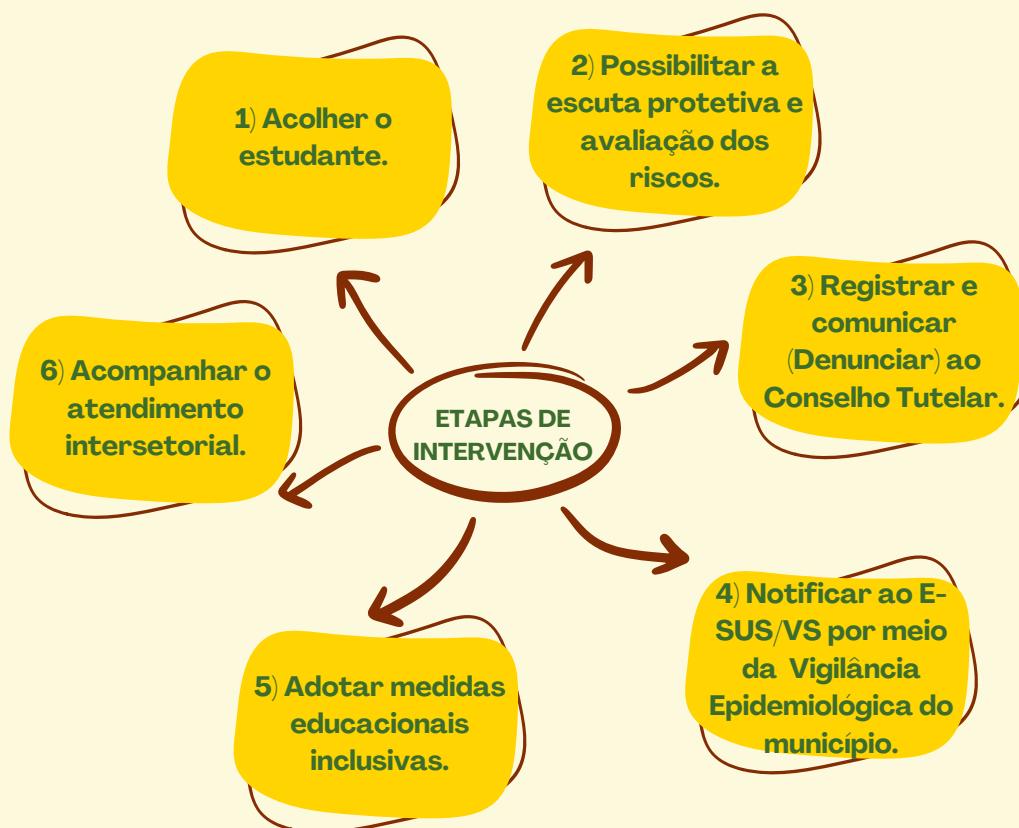 1) Acolher o
estudante.
2) Possibilitar a
escuta protetiva e
avaliação dos
riscos.
3) Registrar e
comunicar
(Denunciar) ao
Conselho Tutelar.
4) Notificar ao E-
SUS/VS por meio
da Vigilância
Epidemiológica do
município.
5) Adotar medidas
educacionais
inclusivas.
6) Acompanhar o
atendimento
intersetorial.
ETAPAS DE
INTERVENÇÃO